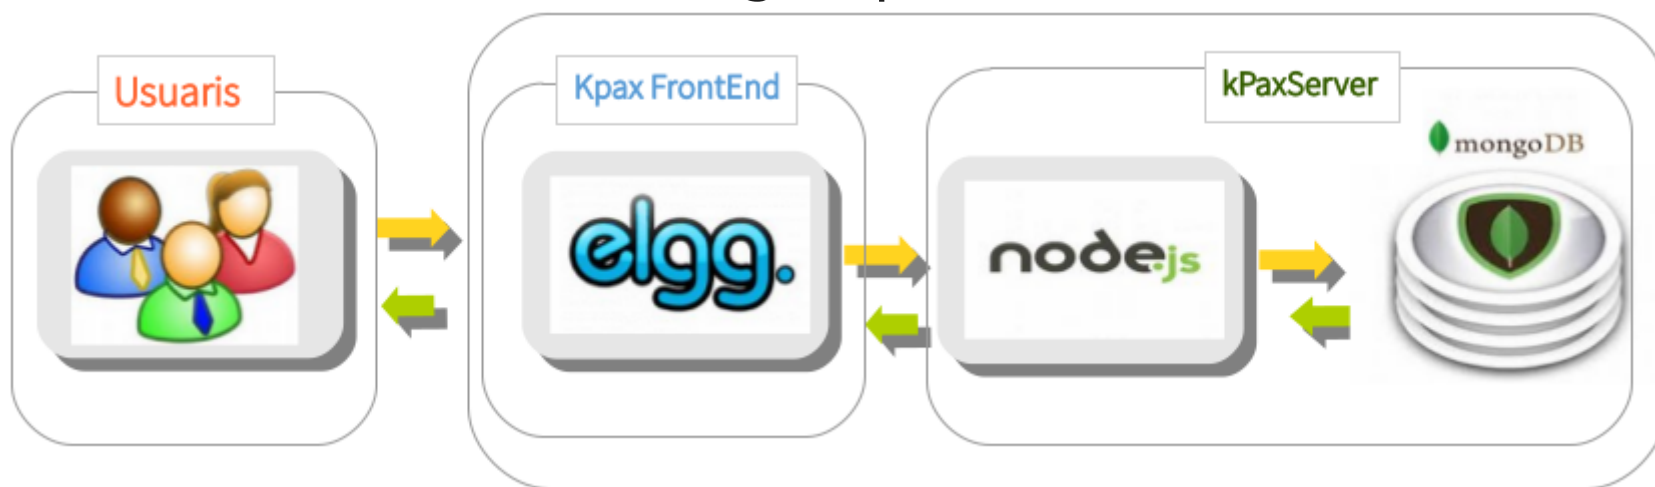 Usuaris
Kpax FrontEnd
kPaxServer
mongoDB
elgg.
node.js